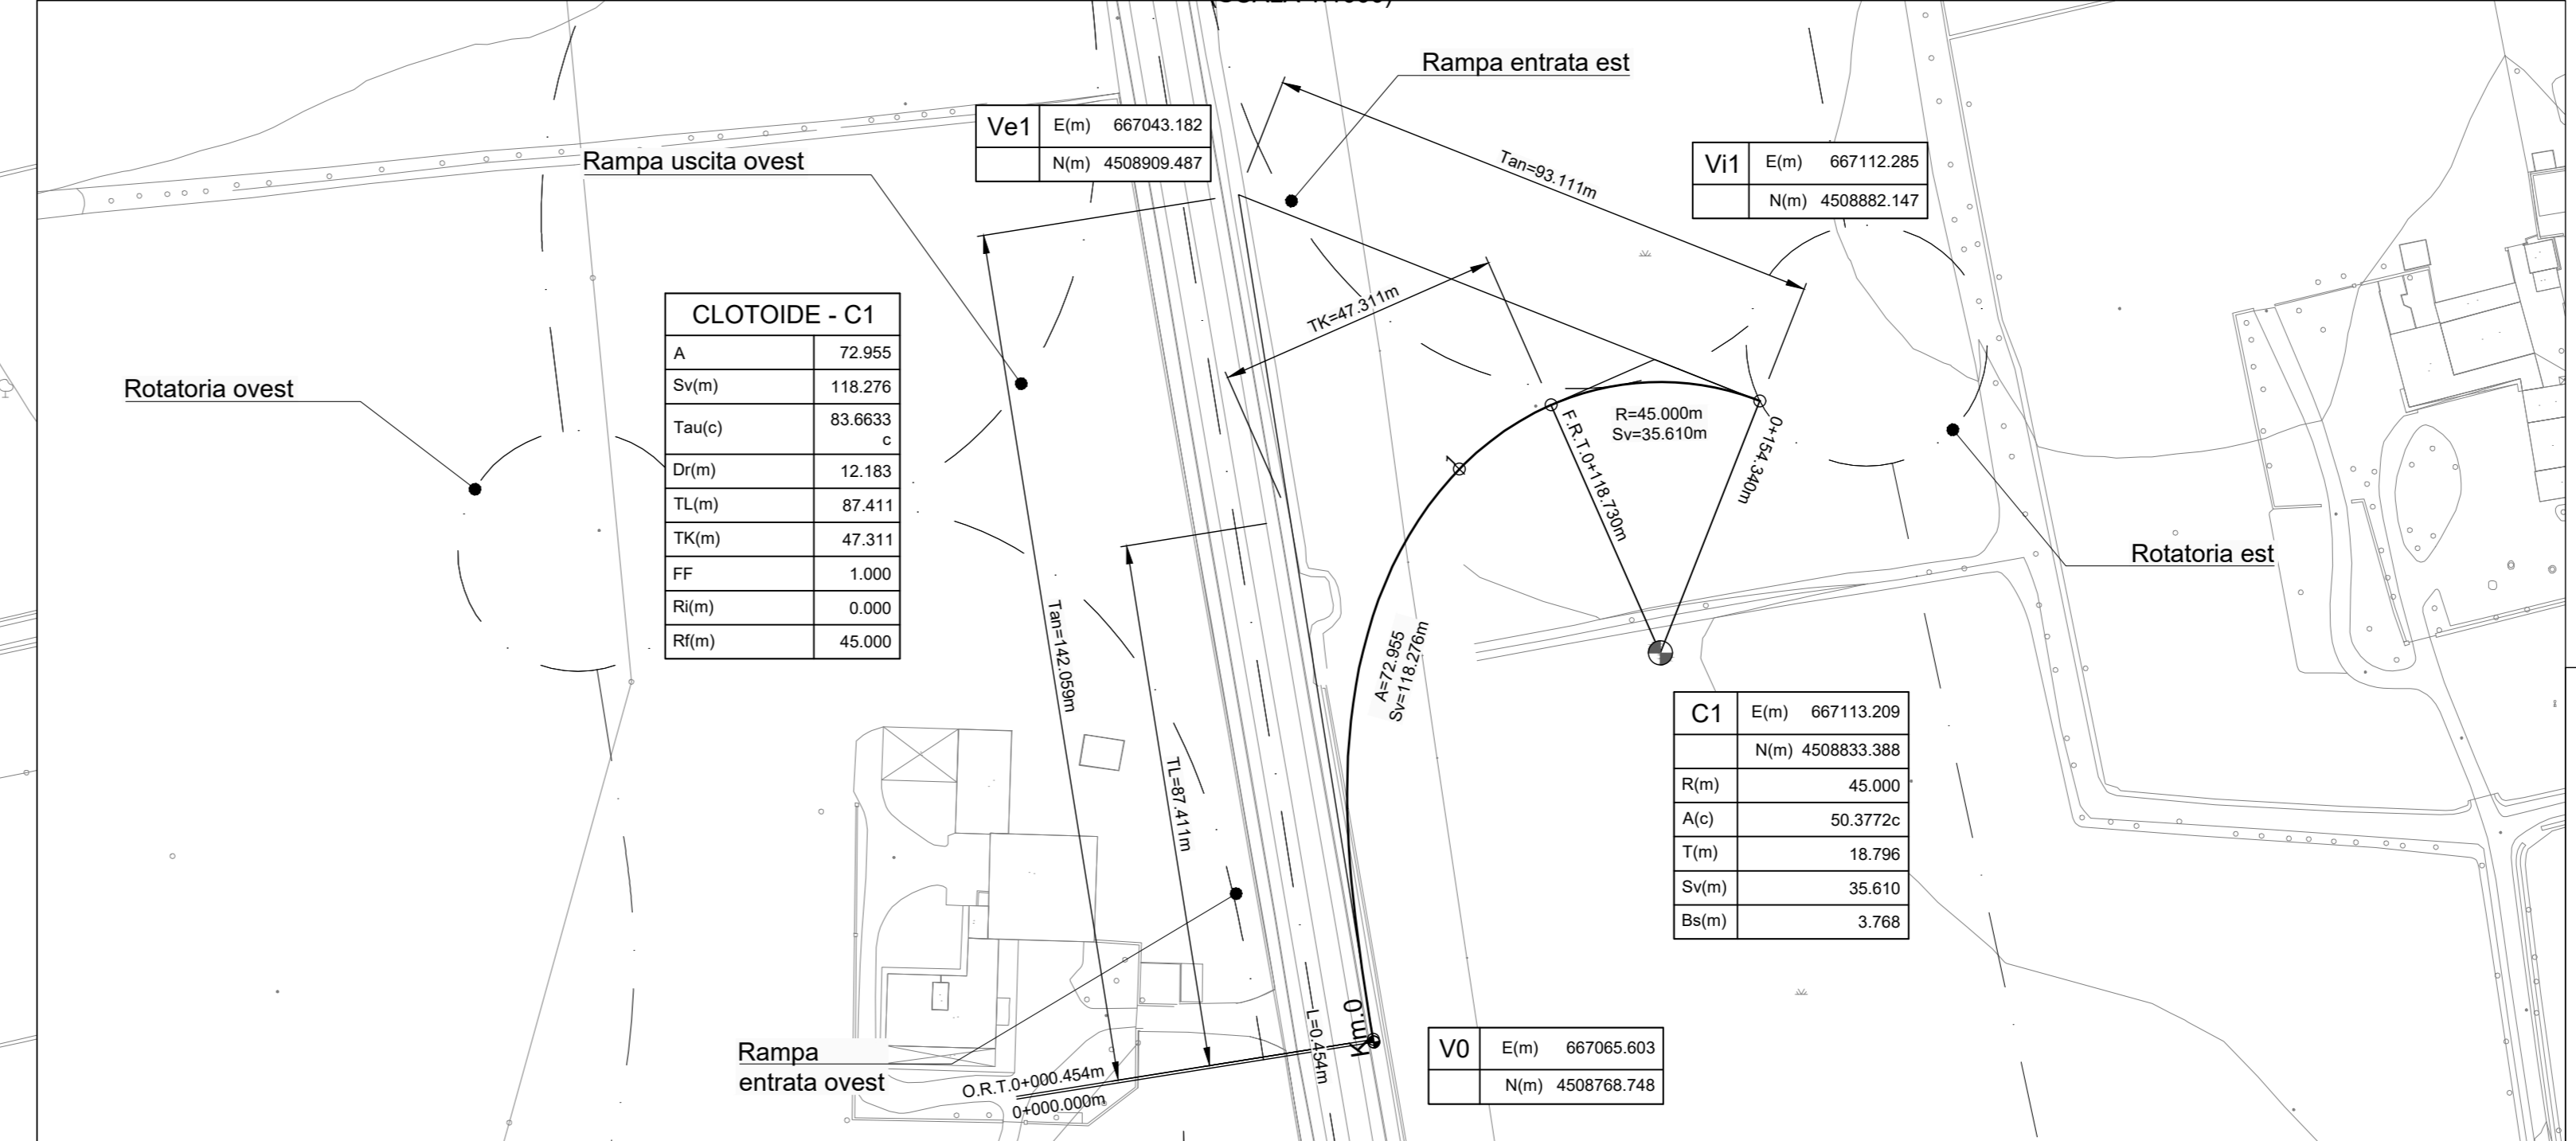 Rampa entrata est
Ve1 E(m) 667043.182
N(m) 4508909.487
Rampa uscita ovest
Tan=93.111m
Vi1 E(m) 667112.285
N(m) 4508882.147
TK=47.311m
CLOTOIDE - C1
A 72.955
Sv(m) 118.276
Tau(c) 83.6633
c
Dr(m) 12.183
TL(m) 87.411
TK(m) 47.311
FF 1.000
Ri(m) 0.000
Rf(m) 45.000
Rotatoria ovest
R=45.000m
Sv=35.610m
F.R.T.0+118.730m
0+154.340m
1
Rotatoria est
Tan=142.059m
A=72.955
Sv=118.276m
TL=87.411m
C1 E(m) 667113.209
N(m) 4508833.388
R(m) 45.000
A(c) 50.3772c
T(m) 18.796
Sv(m) 35.610
Bs(m) 3.768
Km.0
L=0.454m
V0 E(m) 667065.603
N(m) 4508768.748
Rampa
entrata ovest
O.R.T.0+000.454m
0+000.000m